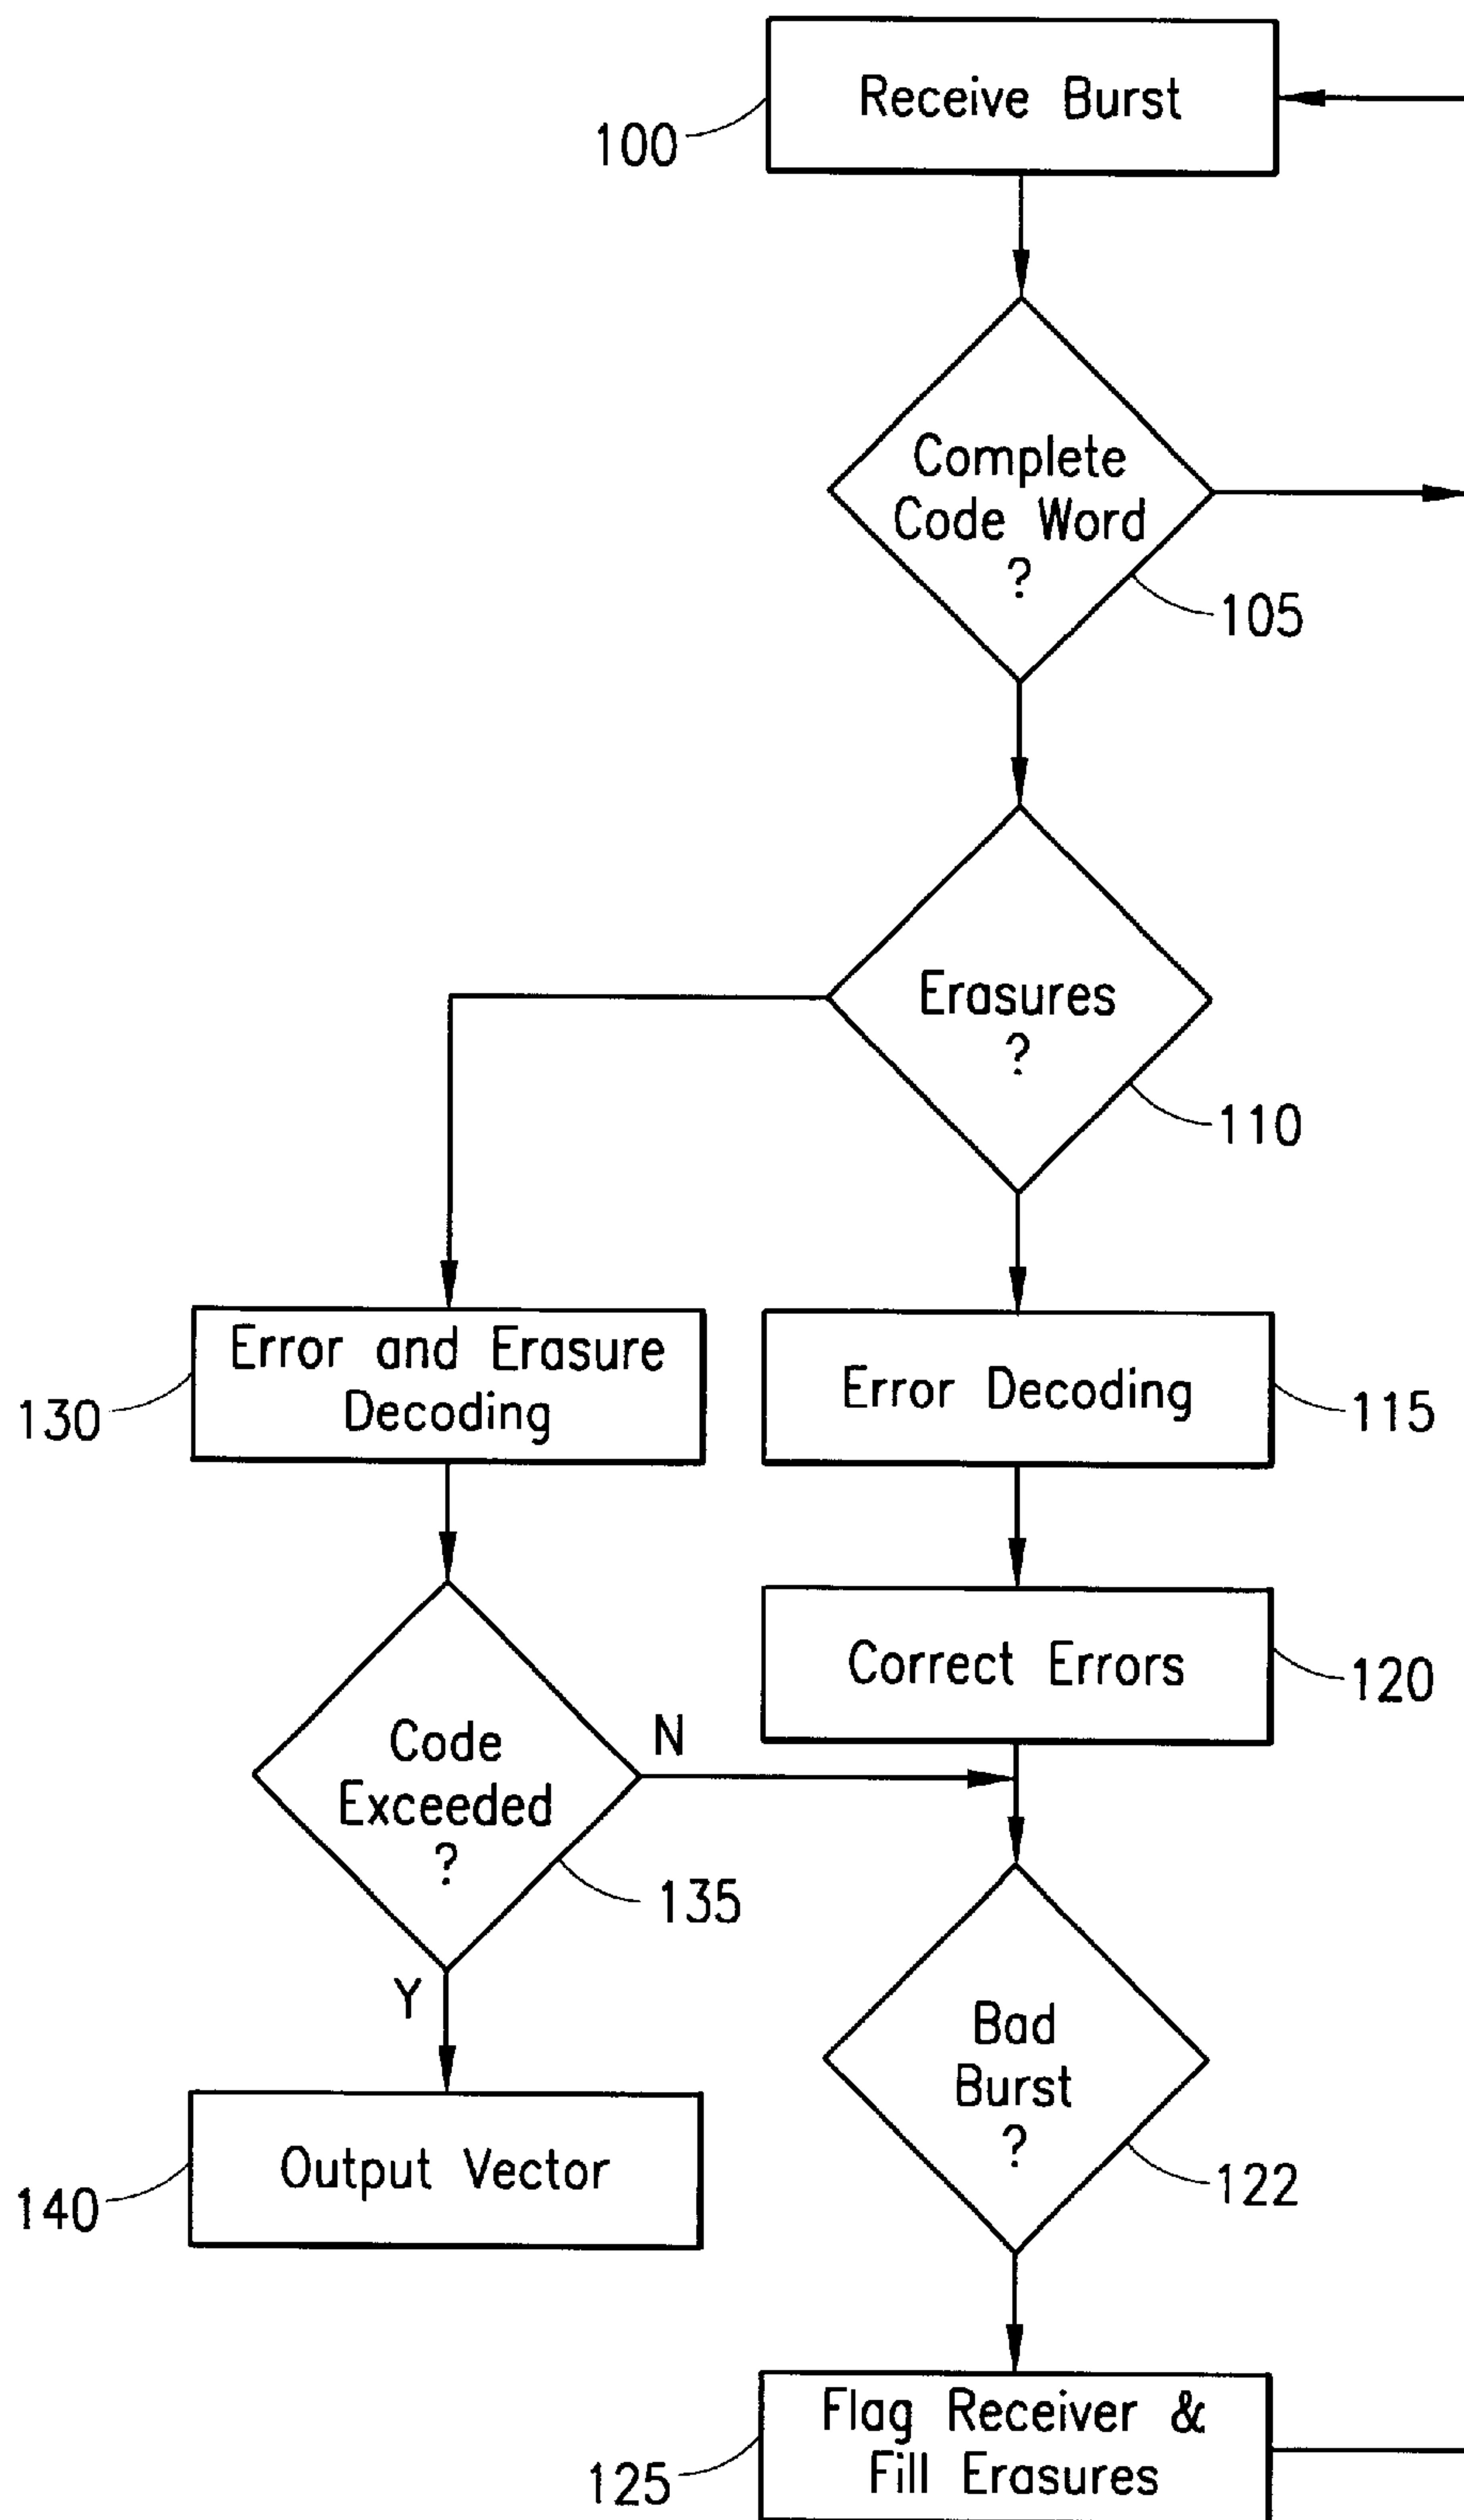 Receive Burst
100
Complete
Code Word
?
105
Erasures
?
110
Error and Erasure
Decoding
130
Error Decoding
115
Correct Errors
120
Code
Exceeded
?
N
135
Y
Bad
Burst
?
122
Output Vector
140
Flag Receiver &
Fill Erasures
125